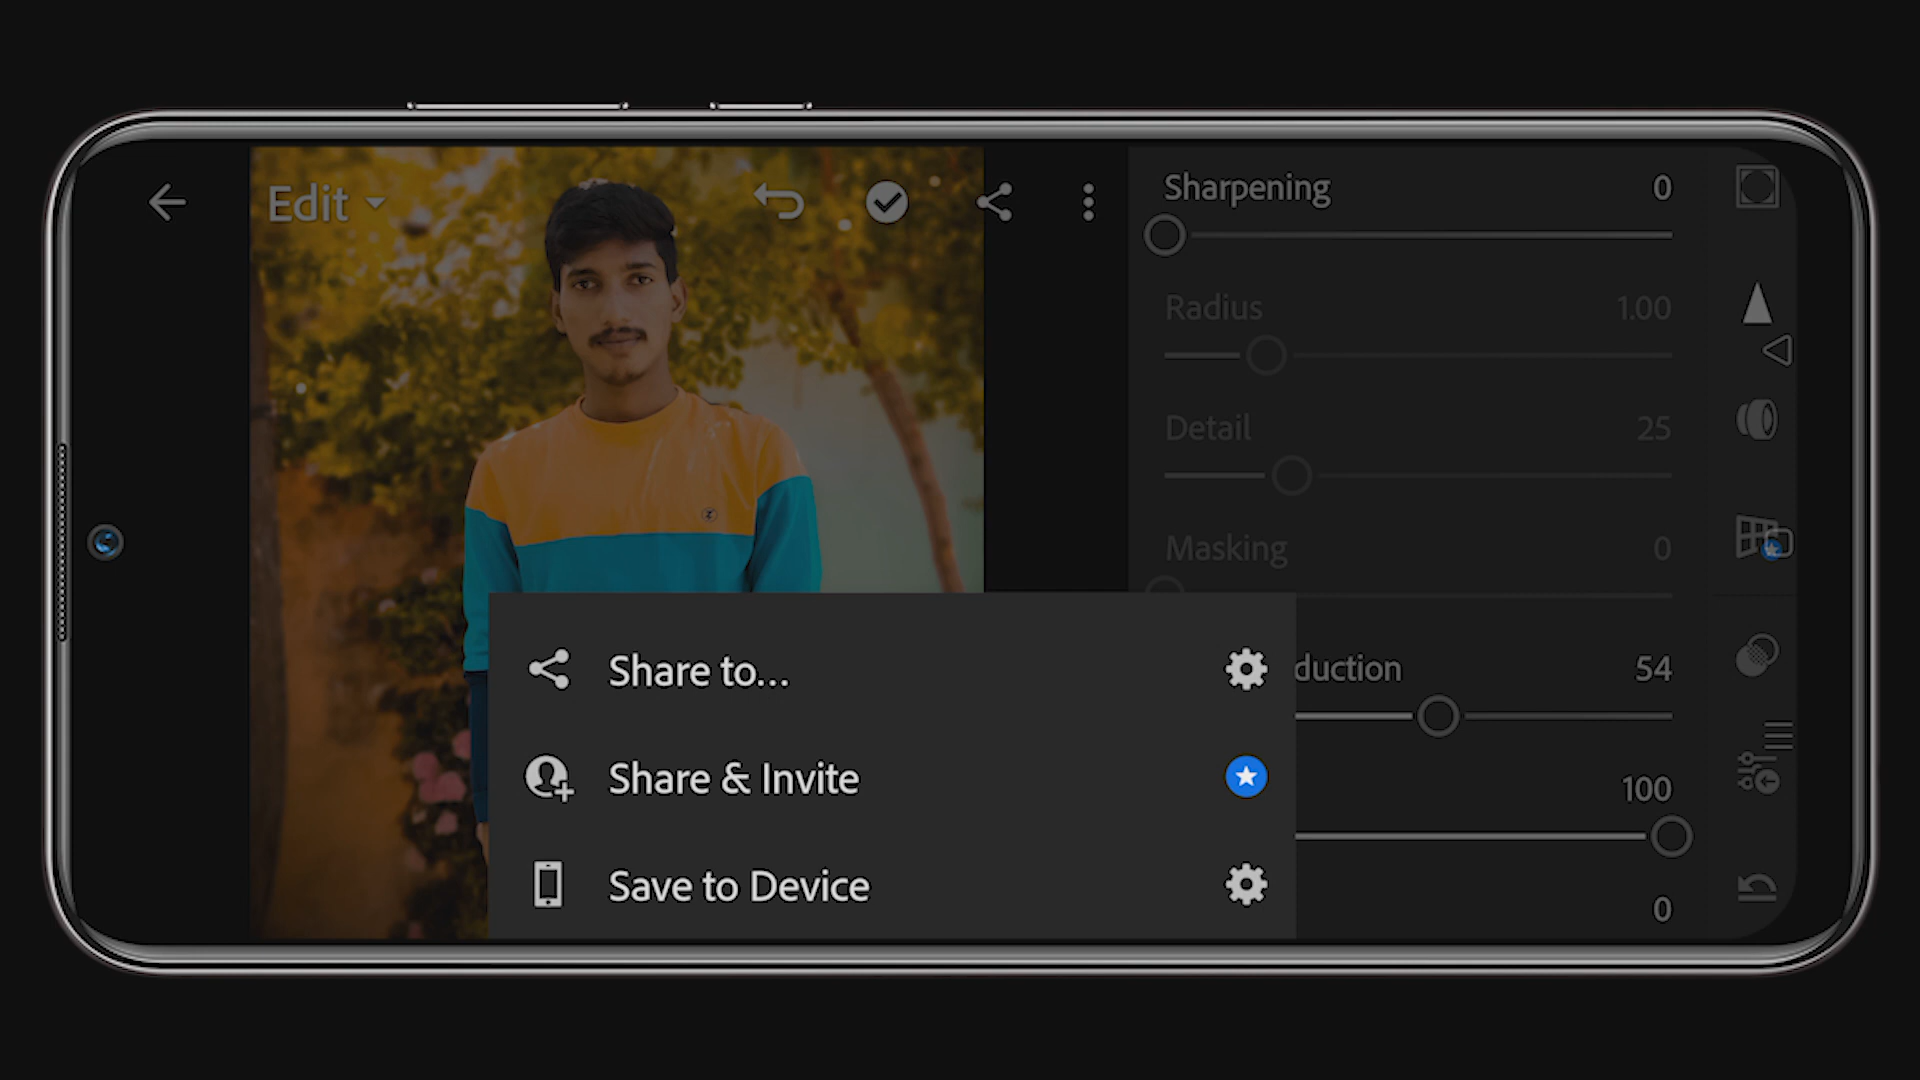 Edit
Sharpening 0
Radius 1.00
Detail 25
Masking 0
duction 54
100
0
Share to...
Share & Invite
Save to Device